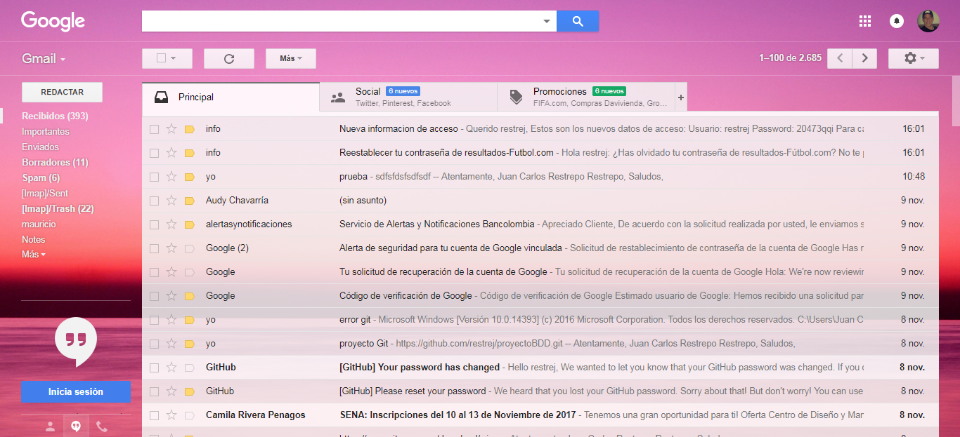 Google
Gmail
Más
1–100 de 2.685
REDACTAR
Principal
Social 6 nuevos
Twitter, Pinterest, Facebook
Promociones 6 nuevos
FIFA.com, Compras Davivienda, Gro...
+
Recibidos (393)
Importantes
Enviados
Borradores (11)
Spam (6)
[Imap]/Sent
[Imap]/Trash (22)
mauricio
Notes
Más
info Nueva informacion de acceso - Querido restrej, Estos son los nuevos datos de acceso: Usuario: restrej Password: 20473qqi Para 16:01
info Reestablecer tu contraseña de resultados-Futbol.com - Hola restrej: ¿Has olvidado tu contraseña de resultados-Fútbol.com? No te 16:01
yo prueba - sdfsfdsfsdfsdf -- Atentamente, Juan Carlos Restrepo Restrepo, Saludos, 10:48
Audy Chavarría (sin asunto) 9 nov.
alertasynotificaciones Servicio de Alertas y Notificaciones Bancolombia - Apreciado Cliente, De acuerdo con la solicitud realizada por usted, le enviamos 9 nov.
Google (2) Alerta de seguridad para tu cuenta de Google vinculada - Solicitud de restablecimiento de contraseña de la cuenta de Google Has 9 nov.
Google Tu solicitud de recuperación de la cuenta de Google - Tu solicitud de recuperación de la cuenta de Google Hola: We're now reviewin 9 nov.
Google Código de verificación de Google - Código de verificación de Google Estimado usuario de Google: Hemos recibido una solicitud par 9 nov.
yo error git - Microsoft Windows [Versión 10.0.14393] (c) 2016 Microsoft Corporation. Todos los derechos reservados. C:\Users\Juan 8 nov.
yo proyecto Git - https://github.com/restrej/proyectoBDD.git -- Atentamente, Juan Carlos Restrepo Restrepo, Saludos, 8 nov.
GitHub [GitHub] Your password has changed - Hello restrej, We wanted to let you know that your GitHub password was changed. If you 8 nov.
GitHub [GitHub] Please reset your password - We heard that you lost your GitHub password. Sorry about that! But don't worry! You can use 8 nov.
Camila Rivera Penagos SENA: Inscripciones del 10 al 13 de Noviembre de 2017 - Tenemos una gran oportunidad para ti! Oferta Centro de Diseño y Man 8 nov.
Inicia sesión